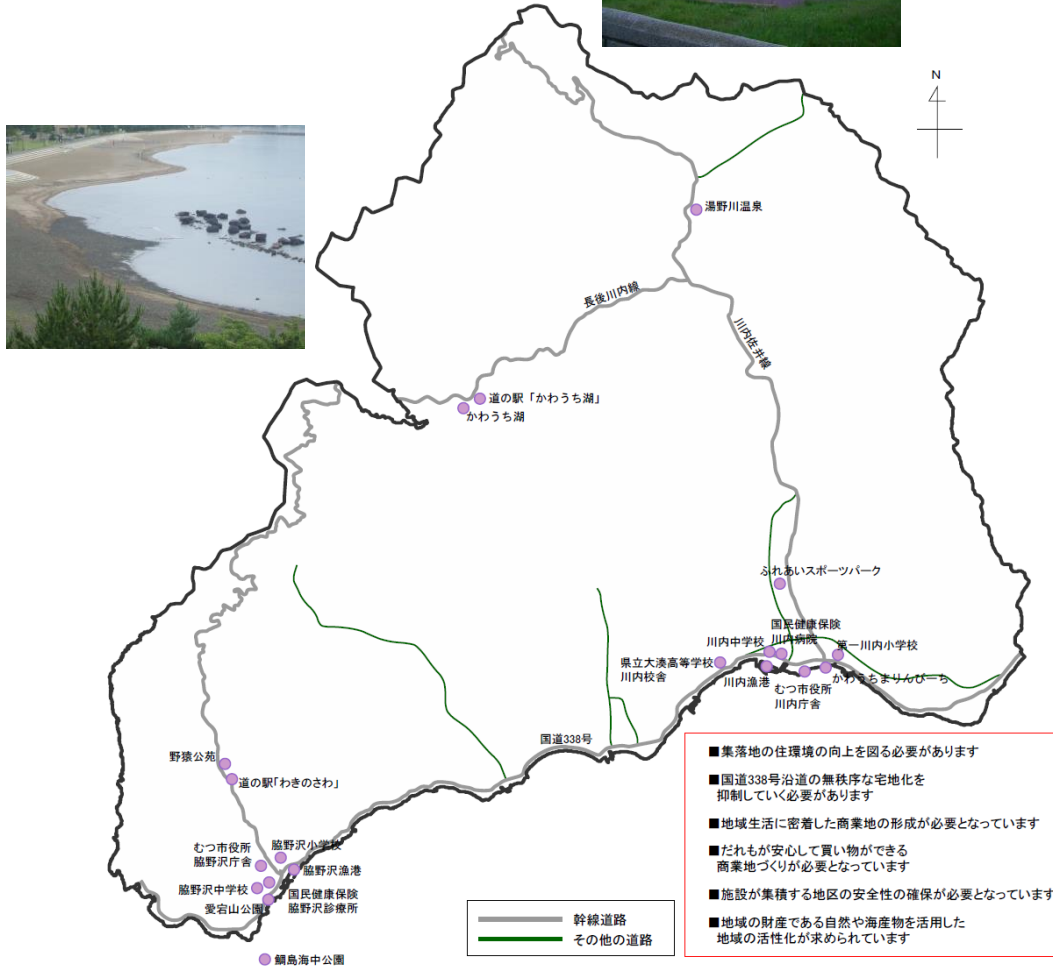 N
湯野川温泉
長後川内線
川内佐井線
道の駅「かわうち湖」
かわうち湖
ふれあいスポーツパーク
国民健康保険
川内病院
川内中学校
第一川内小学校
県立大湊高等学校
川内校舎
川内漁港
かわうちまりんびーち
むつ市役所
川内庁舎
国道338号
野猿公苑
道の駅「わきのさわ」
むつ市役所
脇野沢庁舎
脇野沢小学校
脇野沢漁港
脇野沢中学校
国民健康保険
脇野沢診療所
愛宕山公園
鯛島海中公園
幹線道路
その他の道路
■集落地の住環境の向上を図る必要があります
■国道338号沿道の無秩序な宅地化を
抑制していく必要があります
■地域生活に密着した商業地の形成が必要となっています
■だれもが安心して買い物ができる
商業地づくりが必要となっています
■施設が集積する地区の安全性の確保が必要となっています
■地域の財産である自然や海産物を活用した
地域の活性化が求められています